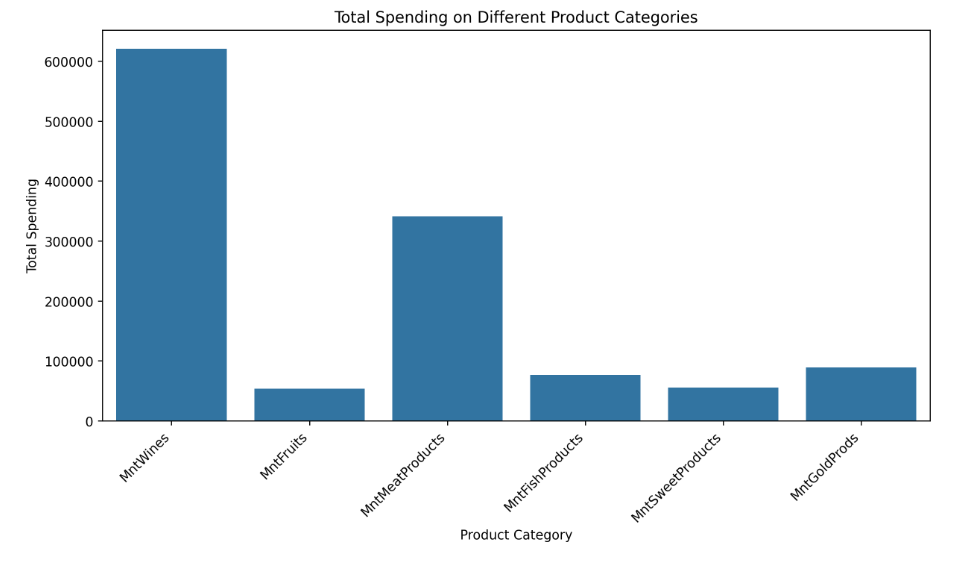 Total Spending on Different Product Categories
Total Spending
600000
500000
400000
300000
200000
100000
0
MntWines
MntFruits
MntMeatProducts
MntFishProducts
MntSweetProducts
MntGoldProds
Product Category